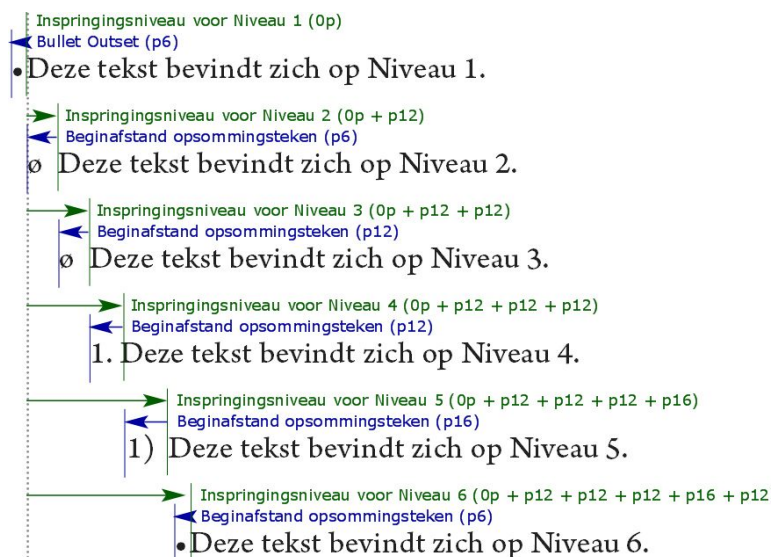 Inspringingsniveau voor Niveau 1 (0p)
Bullet Outset (p6)
•Deze tekst bevindt zich op Niveau 1.
Inspringingsniveau voor Niveau 2 (0p + p12)
Beginafstand opsommingsteken (p6)
ø Deze tekst bevindt zich op Niveau 2.
Inspringingsniveau voor Niveau 3 (0p + p12 + p12)
Beginafstand opsommingsteken (p12)
ø Deze tekst bevindt zich op Niveau 3.
Inspringingsniveau voor Niveau 4 (0p + p12 + p12 + p12)
Beginafstand opsommingsteken (p12)
1. Deze tekst bevindt zich op Niveau 4.
Inspringingsniveau voor Niveau 5 (0p + p12 + p12 + p12 + p16)
Beginafstand opsommingsteken (p16)
1) Deze tekst bevindt zich op Niveau 5.
Inspringingsniveau voor Niveau 6 (0p + p12 + p12 + p12 + p16 + p12
Beginafstand opsommingsteken (p6)
•Deze tekst bevindt zich op Niveau 6.